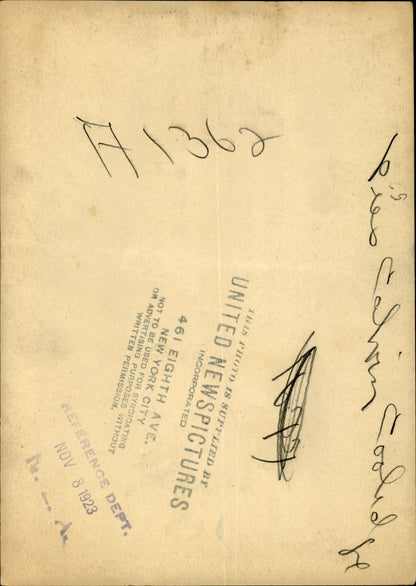 Pres Calvin Coolidge
A 1362
THIS PHOTO IS SUPPLIED BY
UNITED NEWSPICTURES
INCORPORATED
461 EIGHTH AVE.
NEW YORK CITY
NOT TO BE USED FOR SYNDICATING
OR ADVERTISING PURPOSES WITHOUT
WRITTEN PERMISSION.
REFERENCE DEPT.
NOV 8 1923
N. E. A.